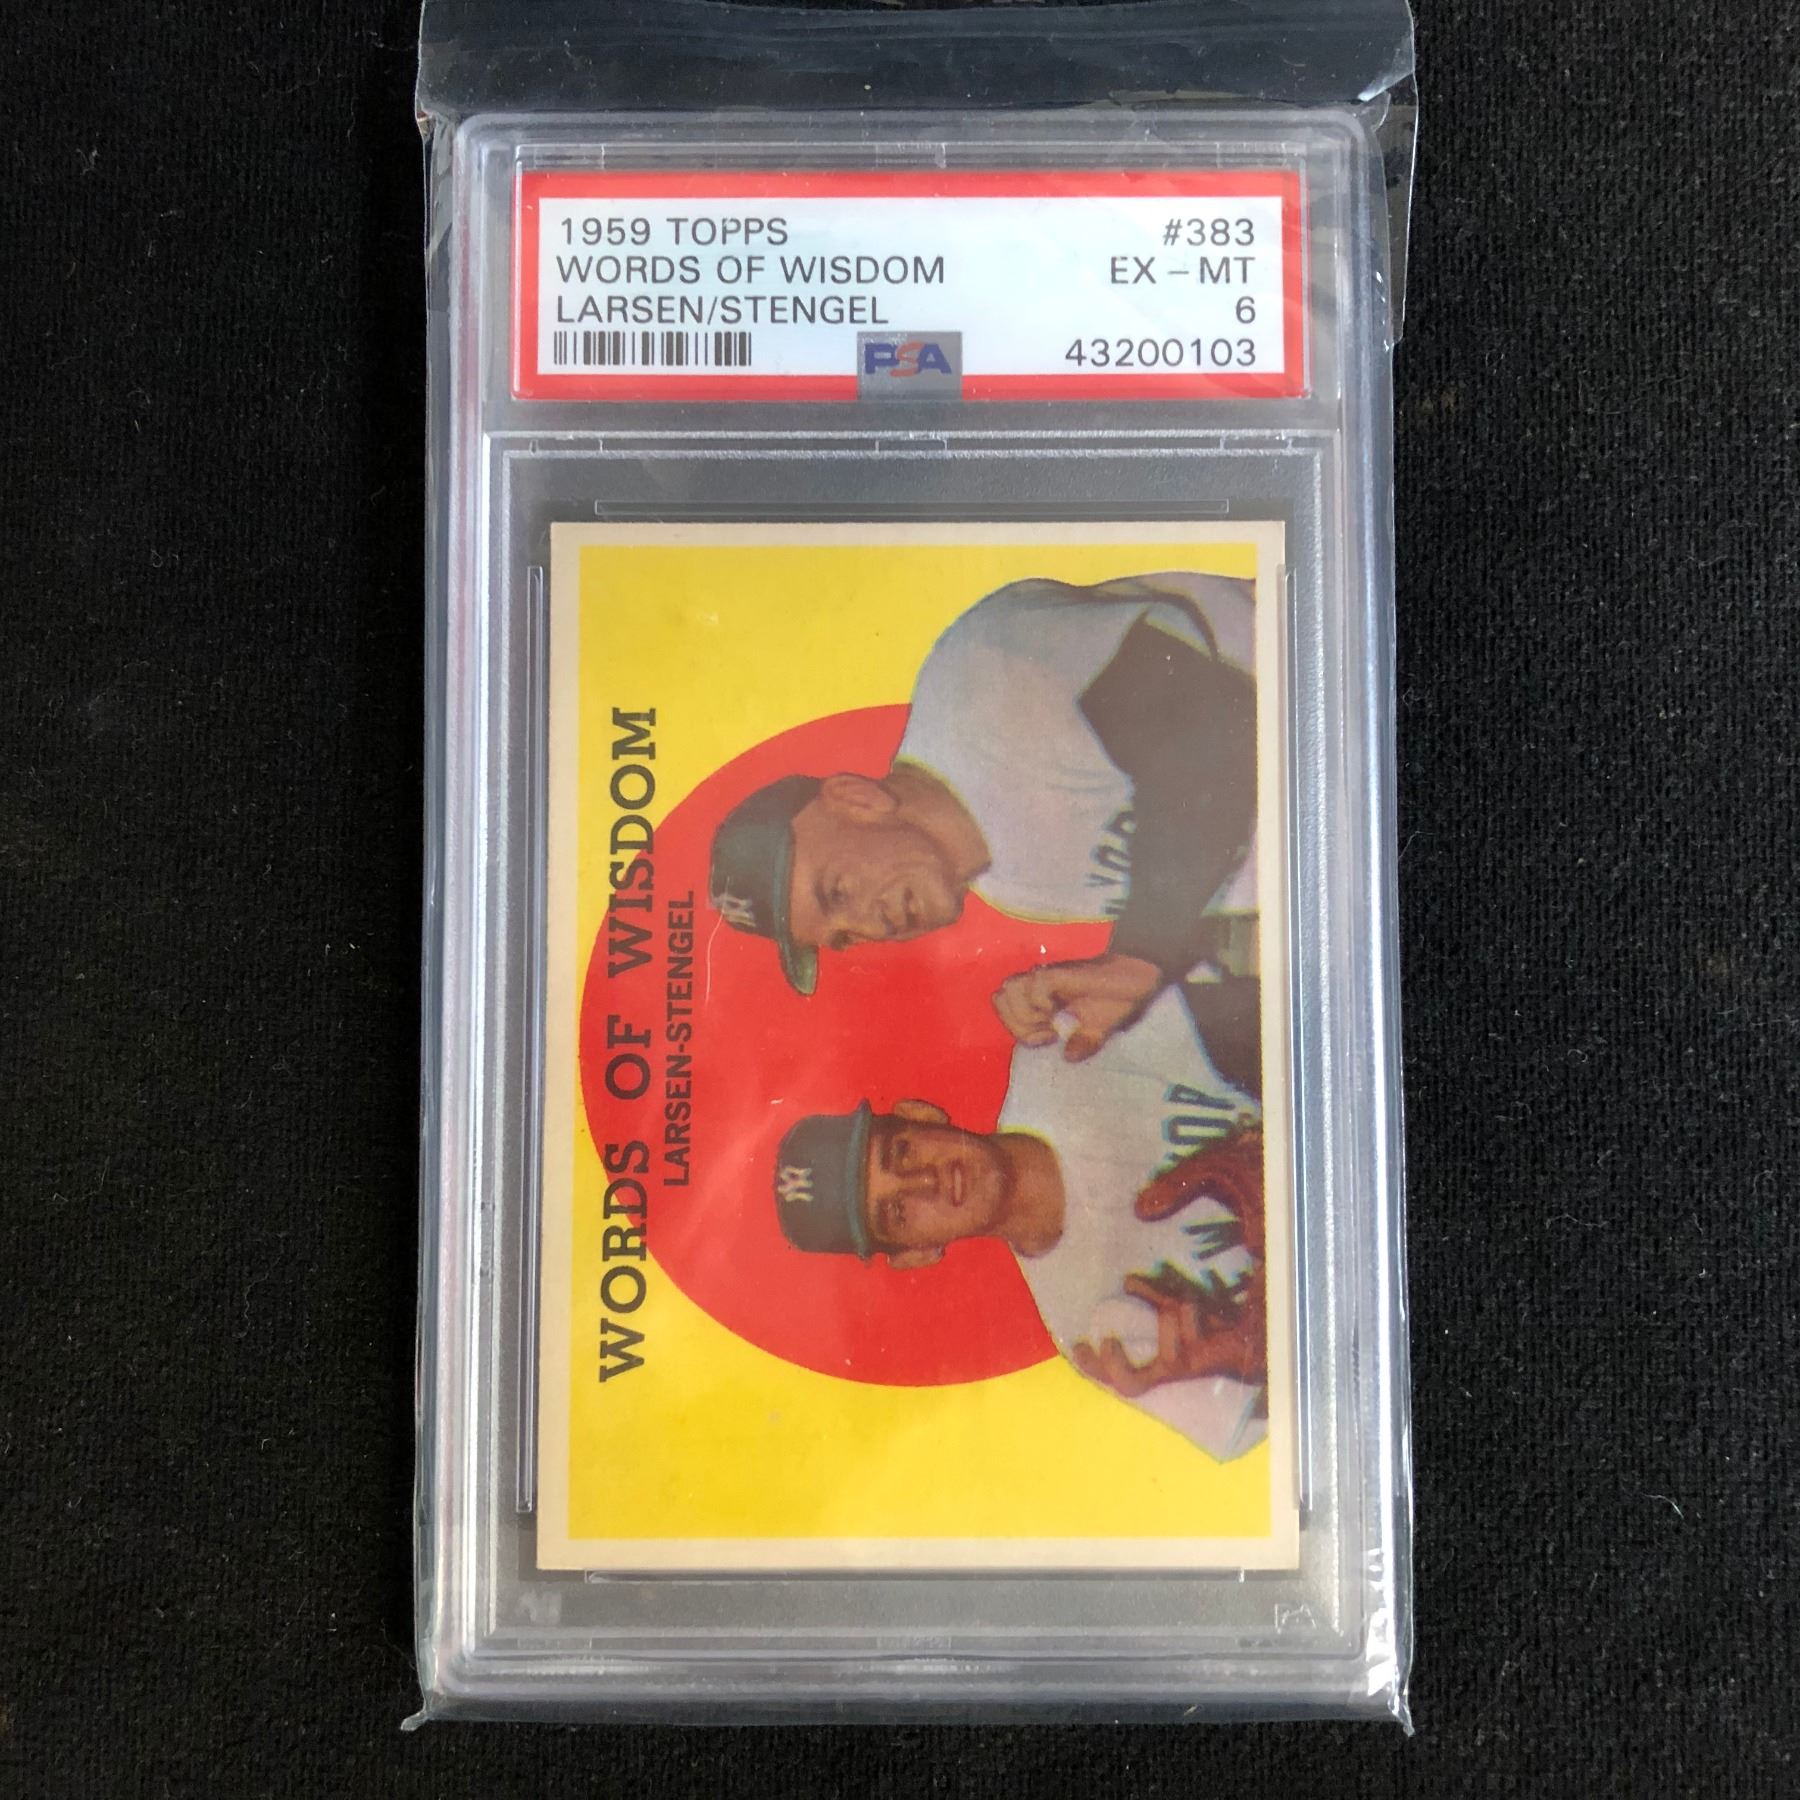 1959 TOPPS #383
WORDS OF WISDOM EX - MT
LARSEN/STENGEL 6
PSA 43200103
WORDS OF WISDOM
LARSEN-STENGEL